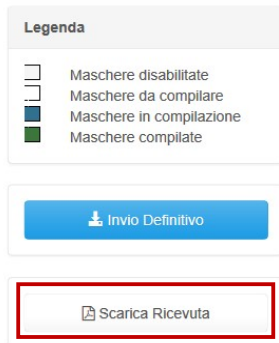 Legenda
Maschere disabilitate
Maschere da compilare
Maschere in compilazione
Maschere compilate
Invio Definitivo
Scarica Ricevuta